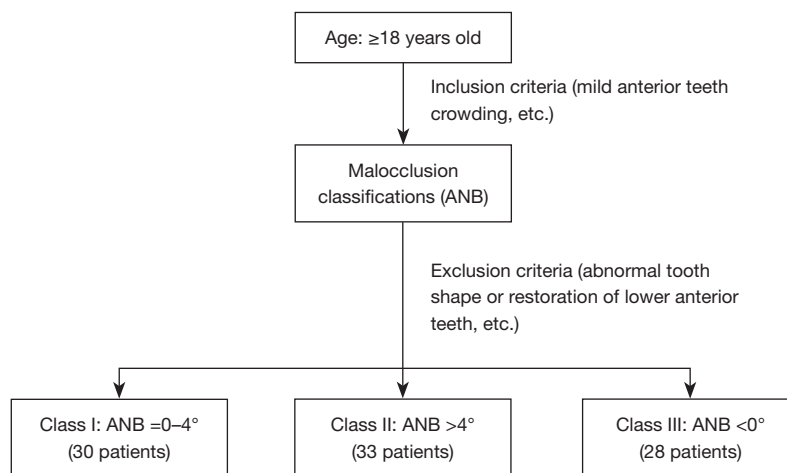 Age: ≥18 years old
Inclusion criteria (mild anterior teeth
crowding, etc.)
Malocclusion
classifications (ANB)
Exclusion criteria (abnormal tooth
shape or restoration of lower anterior
teeth, etc.)
Class I: ANB =0–4°
(30 patients)
Class II: ANB >4°
(33 patients)
Class III: ANB <0°
(28 patients)